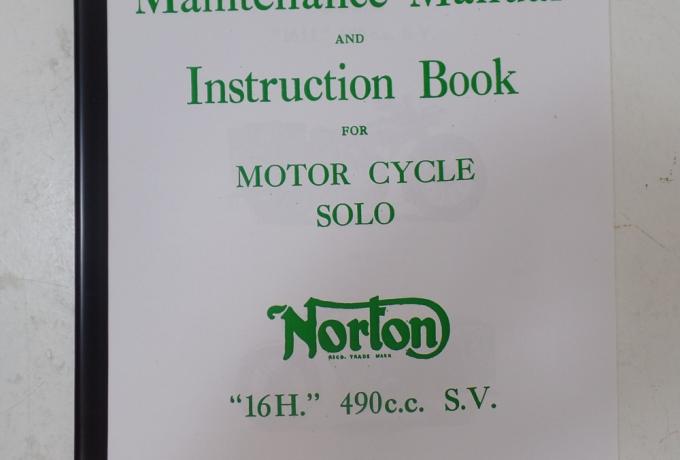 Maintenance Manual
AND
Instruction Book
FOR
MOTOR CYCLE
SOLO
Norton
REGD. TRADE MARK
“16H.” 490c.c. S.V.